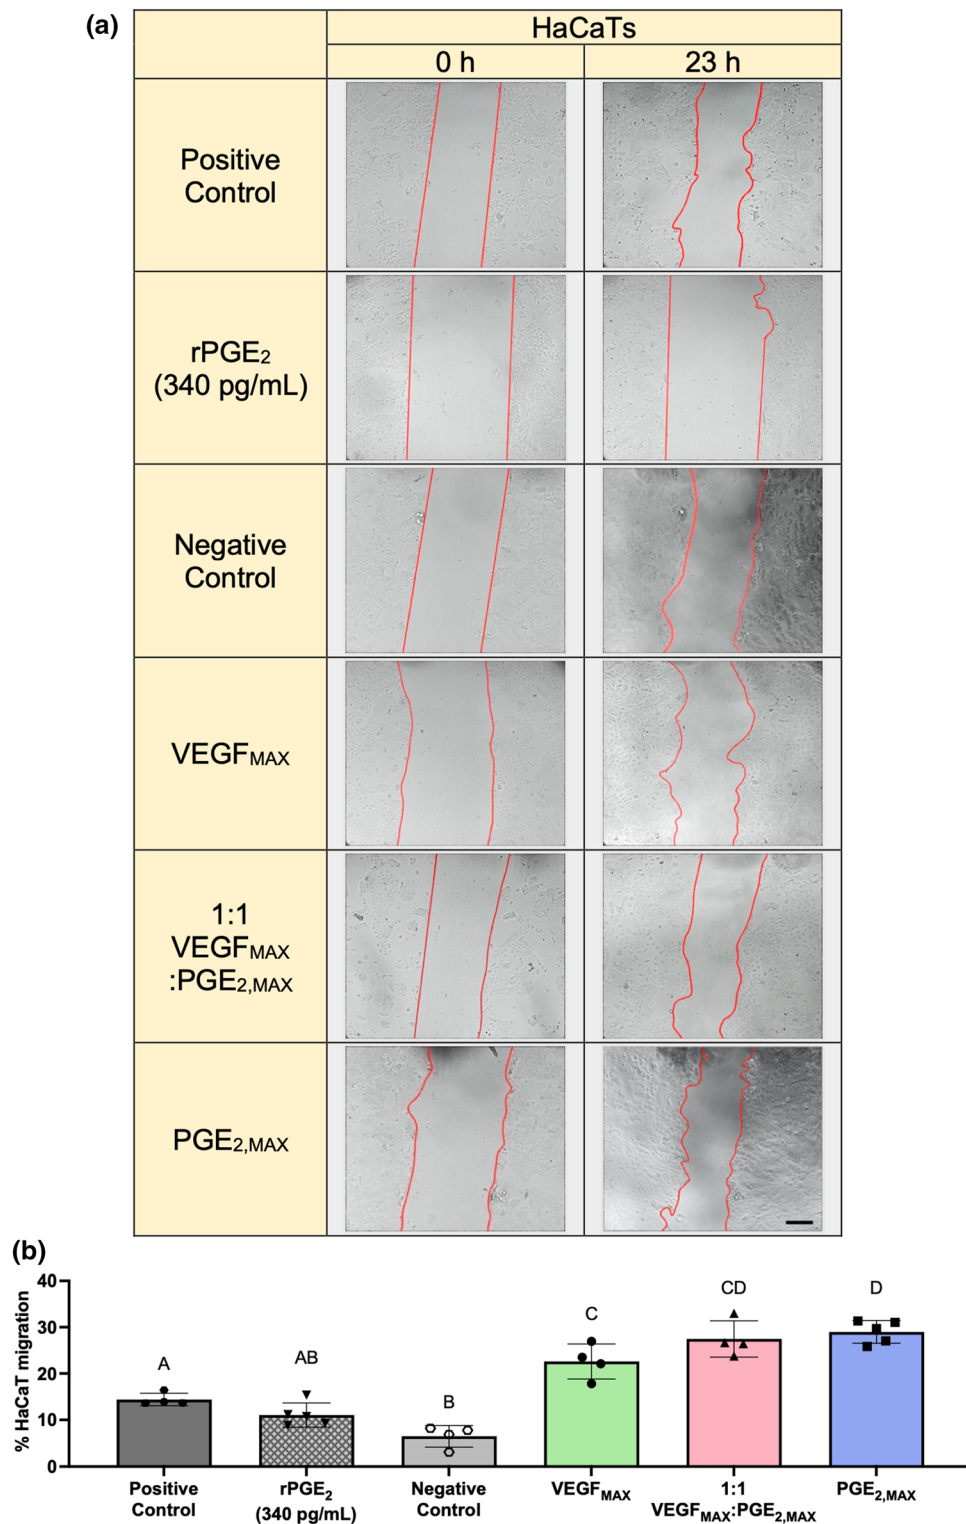 (a)
HaCaTs
0 h
23 h
Positive
Control
rPGE₂
(340 pg/mL)
Negative
Control
VEGFMAX
1:1
VEGFMAX
:PGE2,MAX
PGE2,MAX
(b)
% HaCaT migration
40
30
20
10
0
A
AB
B
C
CD
D
Positive
Control
rPGE₂
(340 pg/mL)
Negative
Control
VEGFMAX
1:1
VEGFMAX:PGE2,MAX
PGE2,MAX